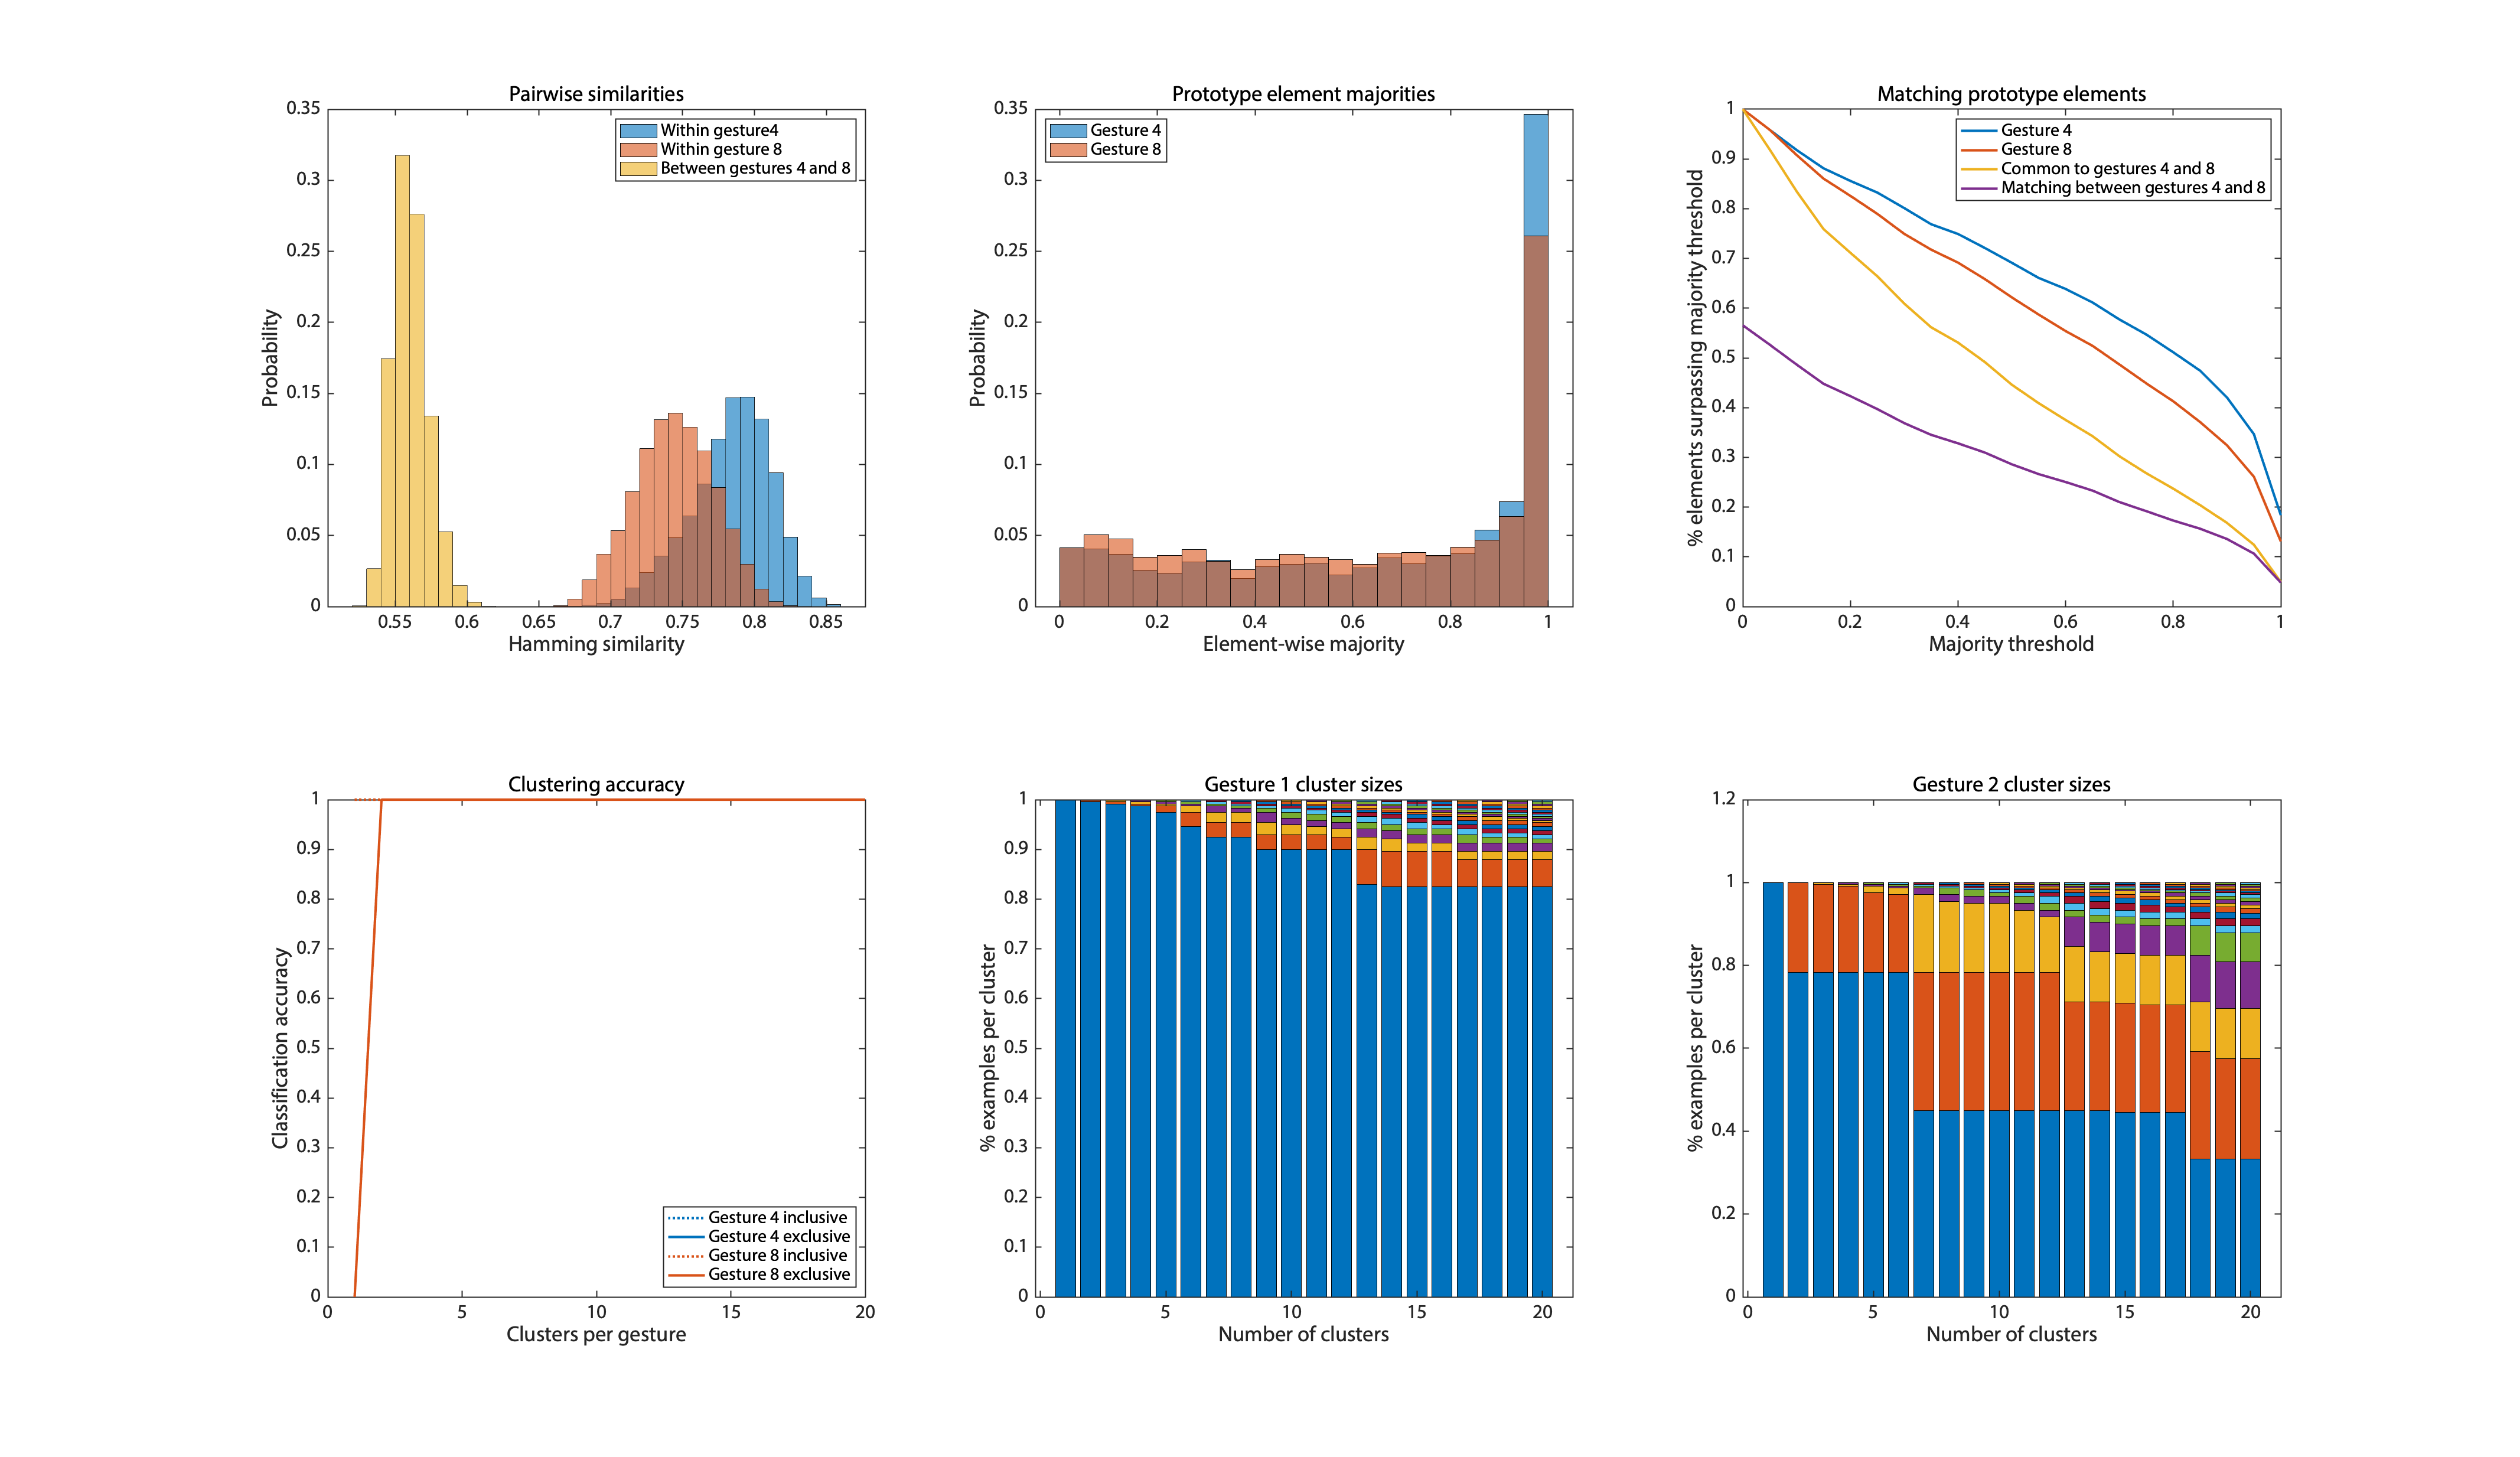 Pairwise similarities
0.35
0.3
0.25
0.2
0.15
0.1
0.05
0
Probability
0.55 0.6 0.65 0.7 0.75 0.8 0.85
Hamming similarity
Within gesture4
Within gesture 8
Between gestures 4 and 8
Prototype element majorities
0.35
0.3
0.25
0.2
0.15
0.1
0.05
0
Probability
0 0.2 0.4 0.6 0.8 1
Element-wise majority
Gesture 4
Gesture 8
Matching prototype elements
1
0.9
0.8
0.7
0.6
0.5
0.4
0.3
0.2
0.1
0
% elements surpassing majority threshold
0 0.2 0.4 0.6 0.8 1
Majority threshold
Gesture 4
Gesture 8
Common to gestures 4 and 8
Matching between gestures 4 and 8
Clustering accuracy
1
0.9
0.8
0.7
0.6
0.5
0.4
0.3
0.2
0.1
0
Classification accuracy
0 5 10 15 20
Clusters per gesture
Gesture 4 inclusive
Gesture 4 exclusive
Gesture 8 inclusive
Gesture 8 exclusive
Gesture 1 cluster sizes
1
0.9
0.8
0.7
0.6
0.5
0.4
0.3
0.2
0.1
0
% examples per cluster
0 5 10 15 20
Number of clusters
Gesture 2 cluster sizes
1.2
1
0.8
0.6
0.4
0.2
0
% examples per cluster
0 5 10 15 20
Number of clusters